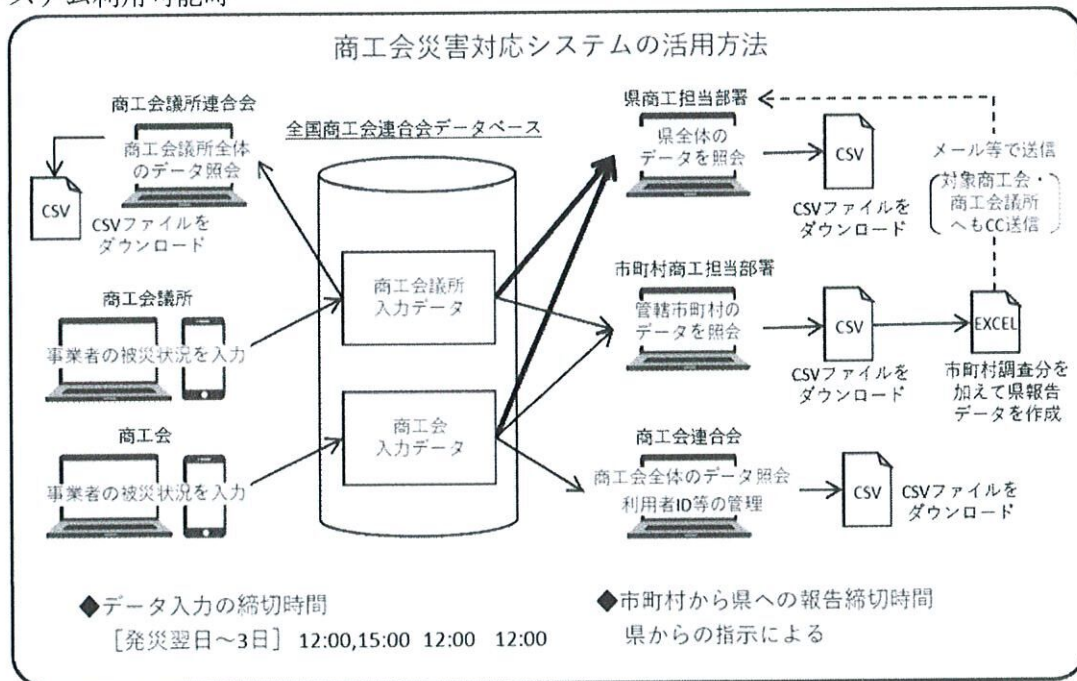 ステム利用可能時
商工会災害対応システムの活用方法
商工会議所連合会
商工会議所全体
のデータ照会
CSV
CSVファイルを
ダウンロード
商工会議所
事業者の被災状況を入力
商工会
事業者の被災状況を入力
全国商工会連合会データベース
商工会議所
入力データ
商工会
入力データ
県商工担当部署
県全体の
データを照会
CSV
CSVファイルを
ダウンロード
メール等で送信
対象商工会・
商工会議所
へもCC送信
市町村商工担当部署
管轄市町村の
データを照会
CSV
CSVファイルを
ダウンロード
EXCEL
市町村調査分を
加えて県報告
データを作成
商工会連合会
商工会全体のデータ照会
利用者ID等の管理
CSV
CSVファイルを
ダウンロード
◆データ入力の締切時間
[発災翌日～3日] 12:00,15:00 12:00 12:00
◆市町村から県への報告締切時間
県からの指示による